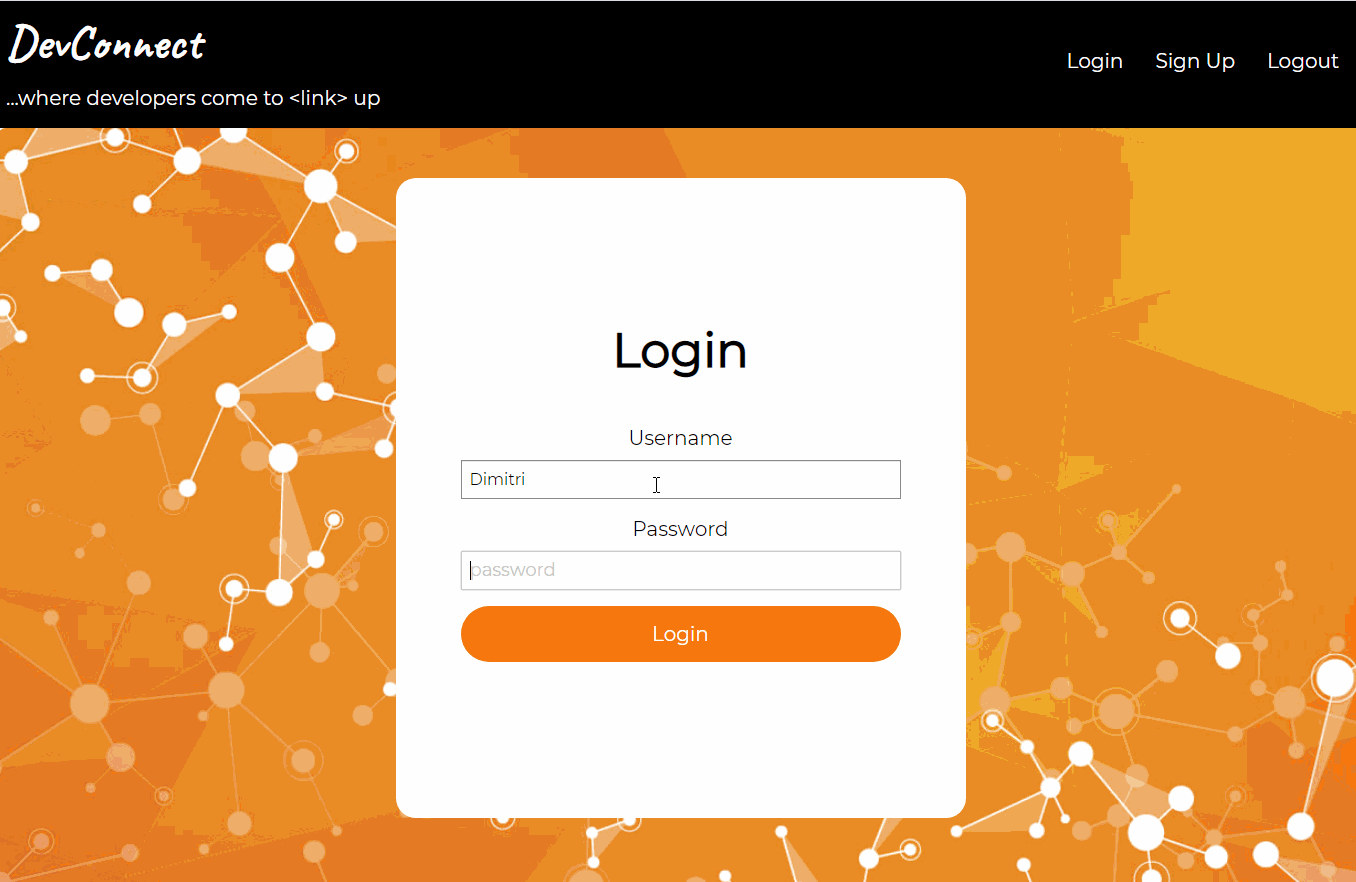 DevConnect
...where developers come to <link> up
Login Sign Up Logout
Login
Username
Dimitri
Password
password
Login